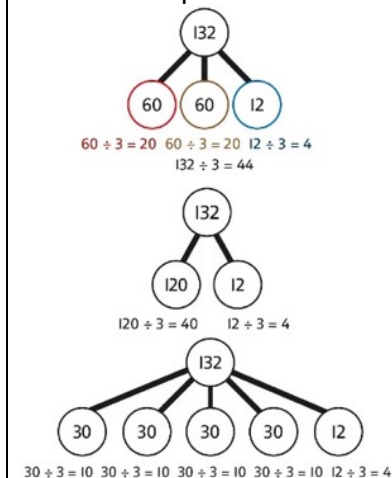 132
60 60 12
60 ÷ 3 = 20 60 ÷ 3 = 20 12 ÷ 3 = 4
132 ÷ 3 = 44
132
120 12
120 ÷ 3 = 40 12 ÷ 3 = 4
132
30 30 30 30 12
30 ÷ 3 = 10 30 ÷ 3 = 10 30 ÷ 3 = 10 30 ÷ 3 = 10 12 ÷ 3 = 4